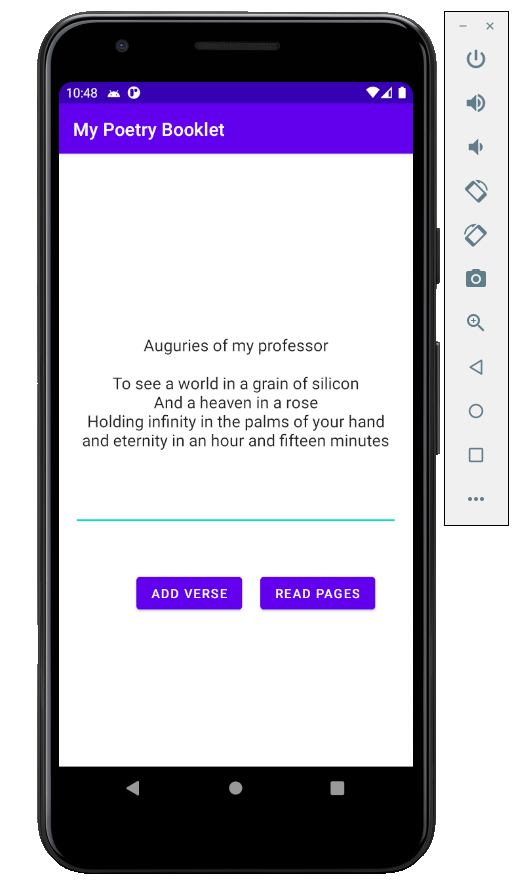 10:48
My Poetry Booklet
Auguries of my professor
To see a world in a grain of silicon
And a heaven in a rose
Holding infinity in the palms of your hand
and eternity in an hour and fifteen minutes
ADD VERSE
READ PAGES